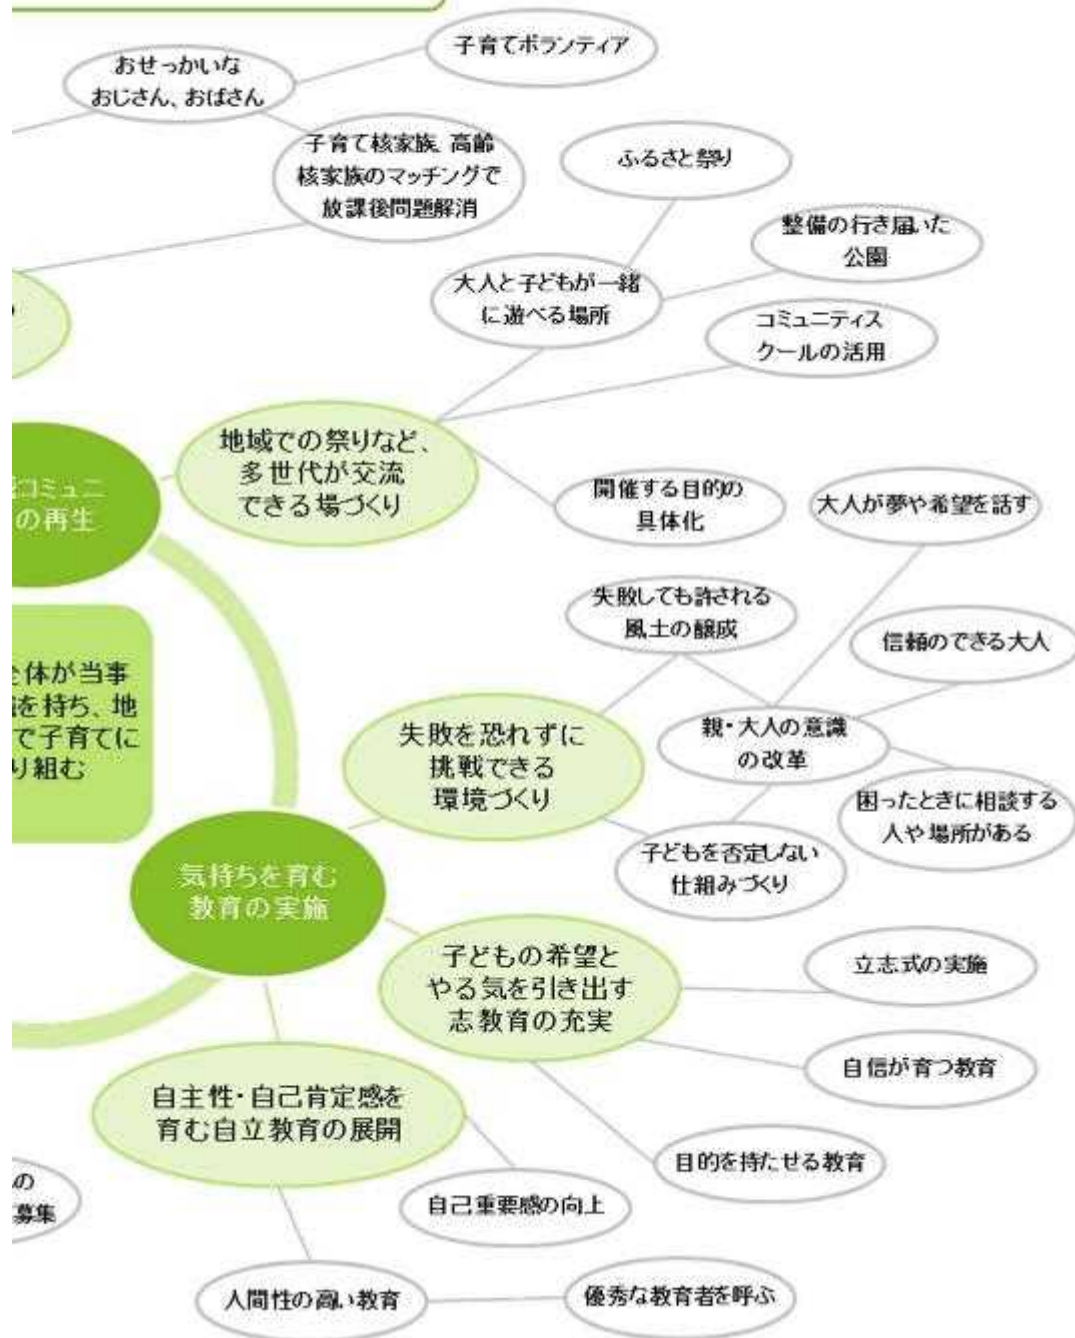 子育てボランティア
おせっかいな
おじさん、おばさん
子育て核家族、高齢
核家族のマッチングで
放課後問題解消
ふるさと祭り
整備の行き届いた
公園
大人と子どもが一緒
に遊べる場所
コミュニティス
クールの活用
地域での祭りなど、
多世代が交流
できる場づくり
コミュニ
の再生
開催する目的の
具体化
大人が夢や希望を話す
失敗しても許される
風土の醸成
信頼のできる大人
体が当事
を持ち、地
で子育てに
り組む
失敗を恐れずに
挑戦できる
環境づくり
親・大人の意識
の改革
困ったときに相談する
人や場所がある
子どもを否定しない
仕組みづくり
気持ちを育む
教育の実施
子どもの希望と
やる気を引き出す
志教育の充実
立志式の実施
自信が育つ教育
自主性・自己肯定感を
育む自立教育の展開
目的を持たせる教育
の
募集
自己重要感の向上
人間性の高い教育
優秀な教育者を呼ぶ